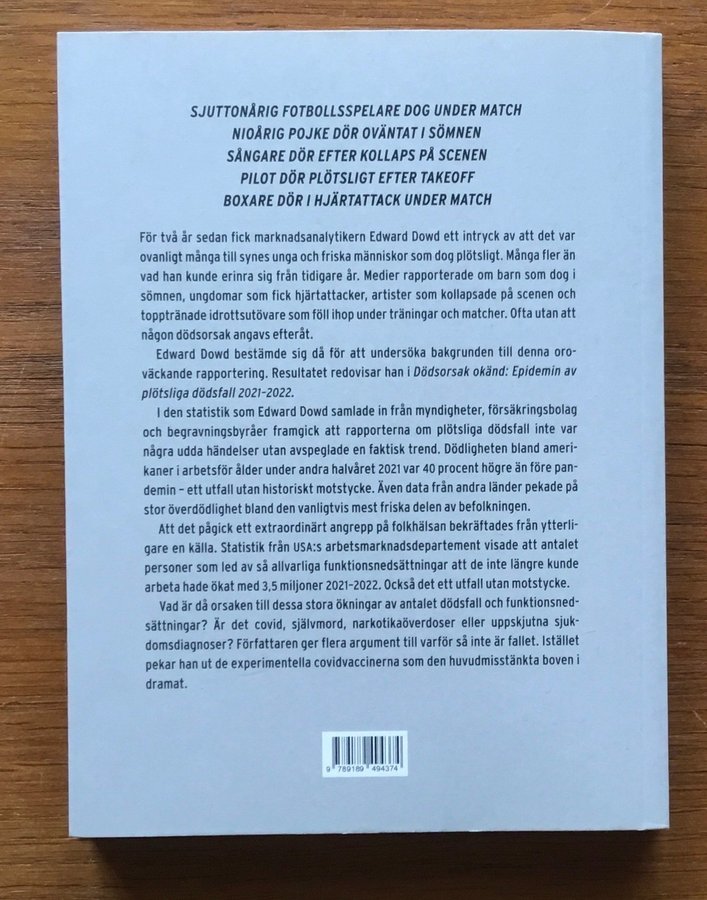 SJUTTONÅRIG FOTBOLLSSPELARE DOG UNDER MATCH
NIOÅRIG POJKE DÖR OVÄNTAT I SÖMNEN
SÅNGARE DÖR EFTER KOLLAPS PÅ SCENEN
PILOT DÖR PLÖTSLIGT EFTER TAKEOFF
BOXARE DÖR I HJÄRTATTACK UNDER MATCH
För två år sedan fick marknadsanalytikern Edward Dowd ett intryck av att det var
ovanligt många till synes unga och friska människor som dog plötsligt. Många fler än
vad han kunde erinra sig från tidigare år. Medier rapporterade om barn som dog i
sömnen, ungdomar som fick hjärtattacker, artister som kollapsade på scenen och
topptränade idrottsutövare som föll ihop under träningar och matcher. Ofta utan att
någon dödsorsak angavs efteråt.
Edward Dowd bestämde sig då för att undersöka bakgrunden till denna oro-
väckande rapportering. Resultatet redovisar han i Dödsorsak okänd: Epidemin av
plötsliga dödsfall 2021–2022.
I den statistik som Edward Dowd samlade in från myndigheter, försäkringsbolag
och begravningsbyråer framgick att rapporterna om plötsliga dödsfall inte var
några udda händelser utan avspeglade en faktisk trend. Dödligheten bland ameri-
kaner i arbetsför ålder under andra halvåret 2021 var 40 procent högre än före pan-
demin – ett utfall utan historiskt motstycke. Även data från andra länder pekade på
stor överdödlighet bland den vanligtvis mest friska delen av befolkningen.
Att det pågick ett extraordinärt angrepp på folkhälsan bekräftades från ytterli-
gare en källa. Statistik från USA:s arbetsmarknadsdepartement visade att antalet
personer som led av så allvarliga funktionsnedsättningar att de inte längre kunde
arbeta hade ökat med 3,5 miljoner 2021–2022. Också det ett utfall utan motstycke.
Vad är då orsaken till dessa stora ökningar av antalet dödsfall och funktionsned-
sättningar? Är det covid, självmord, narkotikaöverdoser eller uppskjutna sjuk-
domsdiagnoser? Författaren ger flera argument till varför så inte är fallet. Istället
pekar han ut de experimentella covidvaccinerna som den huvudmisstänkta boven i
dramat.
9 789189 494374